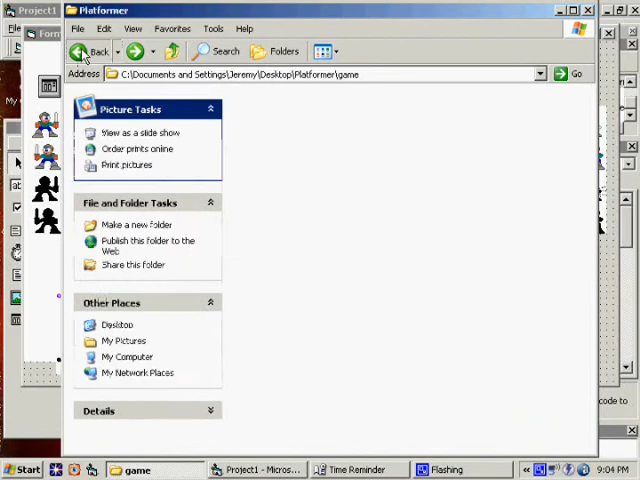 Project1
Platformer
File Edit View Favorites Tools Help
Back Search Folders
Address C:\Documents and Settings\Jeremy\Desktop\Platformer\game Go
Picture Tasks
View as a slide show
Order prints online
Print pictures
File and Folder Tasks
Make a new folder
Publish this folder to the
Web
Share this folder
Other Places
Desktop
My Pictures
My Computer
My Network Places
Details
code to
Start game Project1 - Micros... Time Reminder Flashing « 9:04 PM